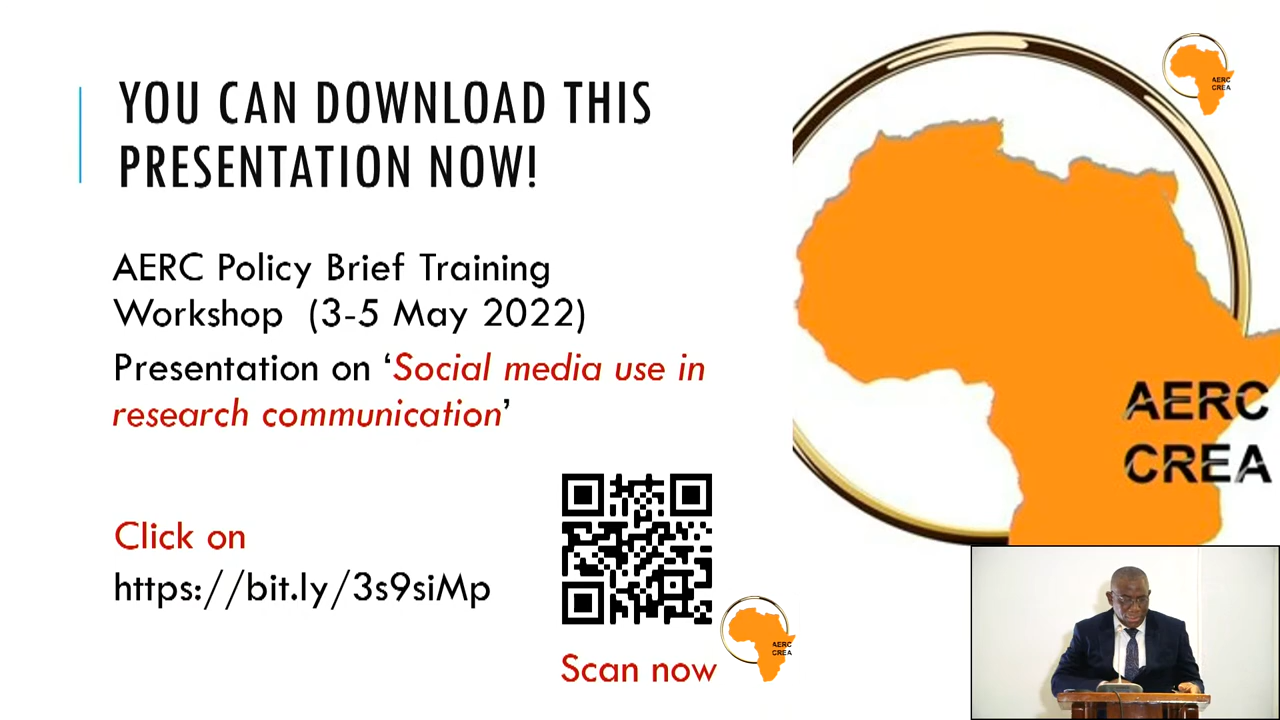 YOU CAN DOWNLOAD THIS
PRESENTATION NOW!
AERC Policy Brief Training
Workshop (3-5 May 2022)
Presentation on ‘Social media use in
research communication’
Click on
https://bit.ly/3s9siMp
Scan now
AERC
CREA
AERC
CREA
AERC
CREA